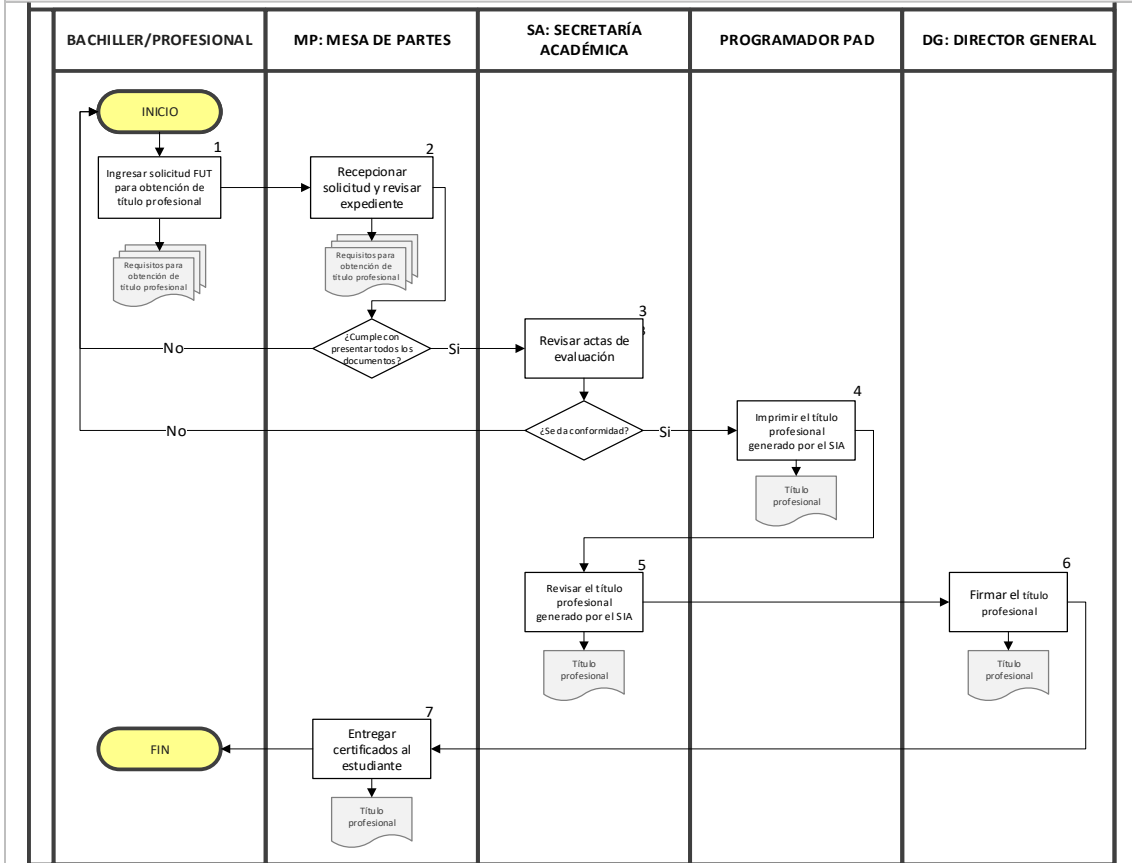 BACHILLER/PROFESIONAL
MP: MESA DE PARTES
SA: SECRETARÍA
ACADÉMICA
PROGRAMADOR PAD
DG: DIRECTOR GENERAL
INICIO
1
Ingresar solicitud FUT
para obtención de
título profesional
Requisitos para
obtención de
título profesional
2
Recepcionar
solicitud y revisar
expediente
Requisitos para
obtención de
título profesional
¿Cumple con
presentar todos los
documentos?
No
Si
3
3
Revisar actas de
evaluación
¿Se da conformidad?
No
Si
4
Imprimir el título
profesional
generado por el SIA
Título
profesional
5
Revisar el título
profesional
generado por el SIA
Título
profesional
6
Firmar el título
profesional
Título
profesional
7
Entregar
certificados al
estudiante
Título
profesional
FIN